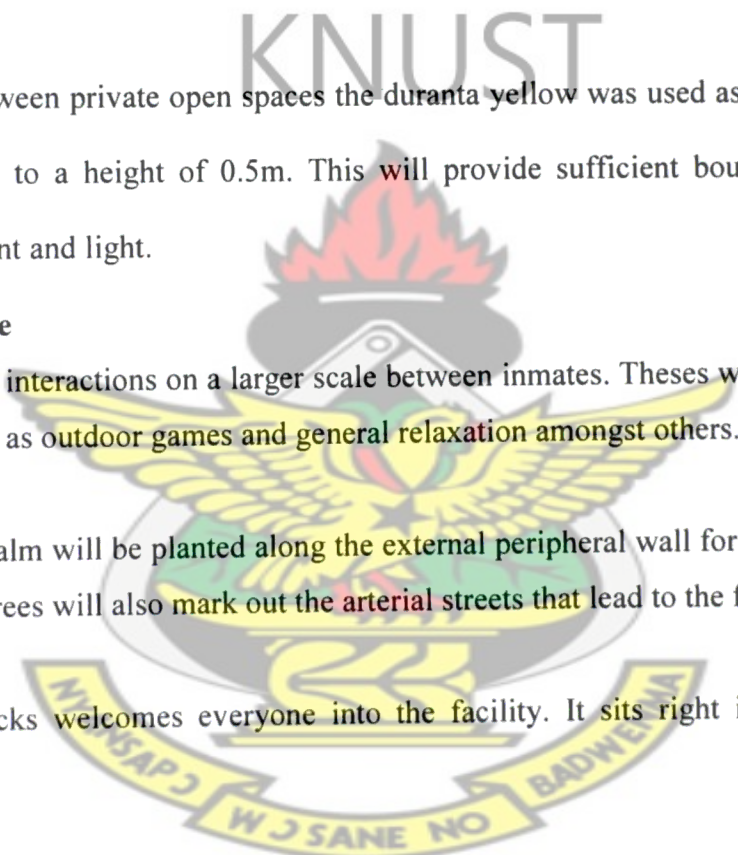 KNUST
ween private open spaces the duranta yellow was used as
to a height of 0.5m. This will provide sufficient bou
nt and light.
e
interactions on a larger scale between inmates. Theses w
as outdoor games and general relaxation amongst others.
alm will be planted along the external peripheral wall for
rees will also mark out the arterial streets that lead to the f
cks welcomes everyone into the facility. It sits right i
NYANSAPƆ WƆSANE NO BADWENMA